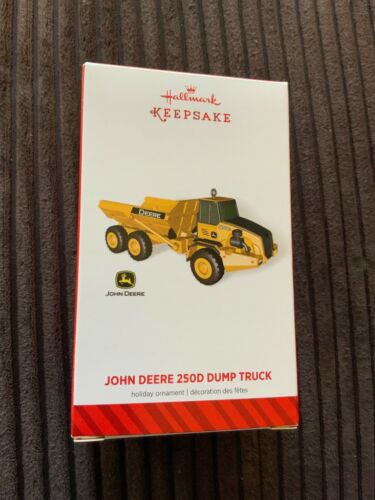 Hallmark
KEEPSAKE
DEERE
JOHN DEERE
JOHN DEERE 250D DUMP TRUCK
holiday ornament | décoration des fêtes